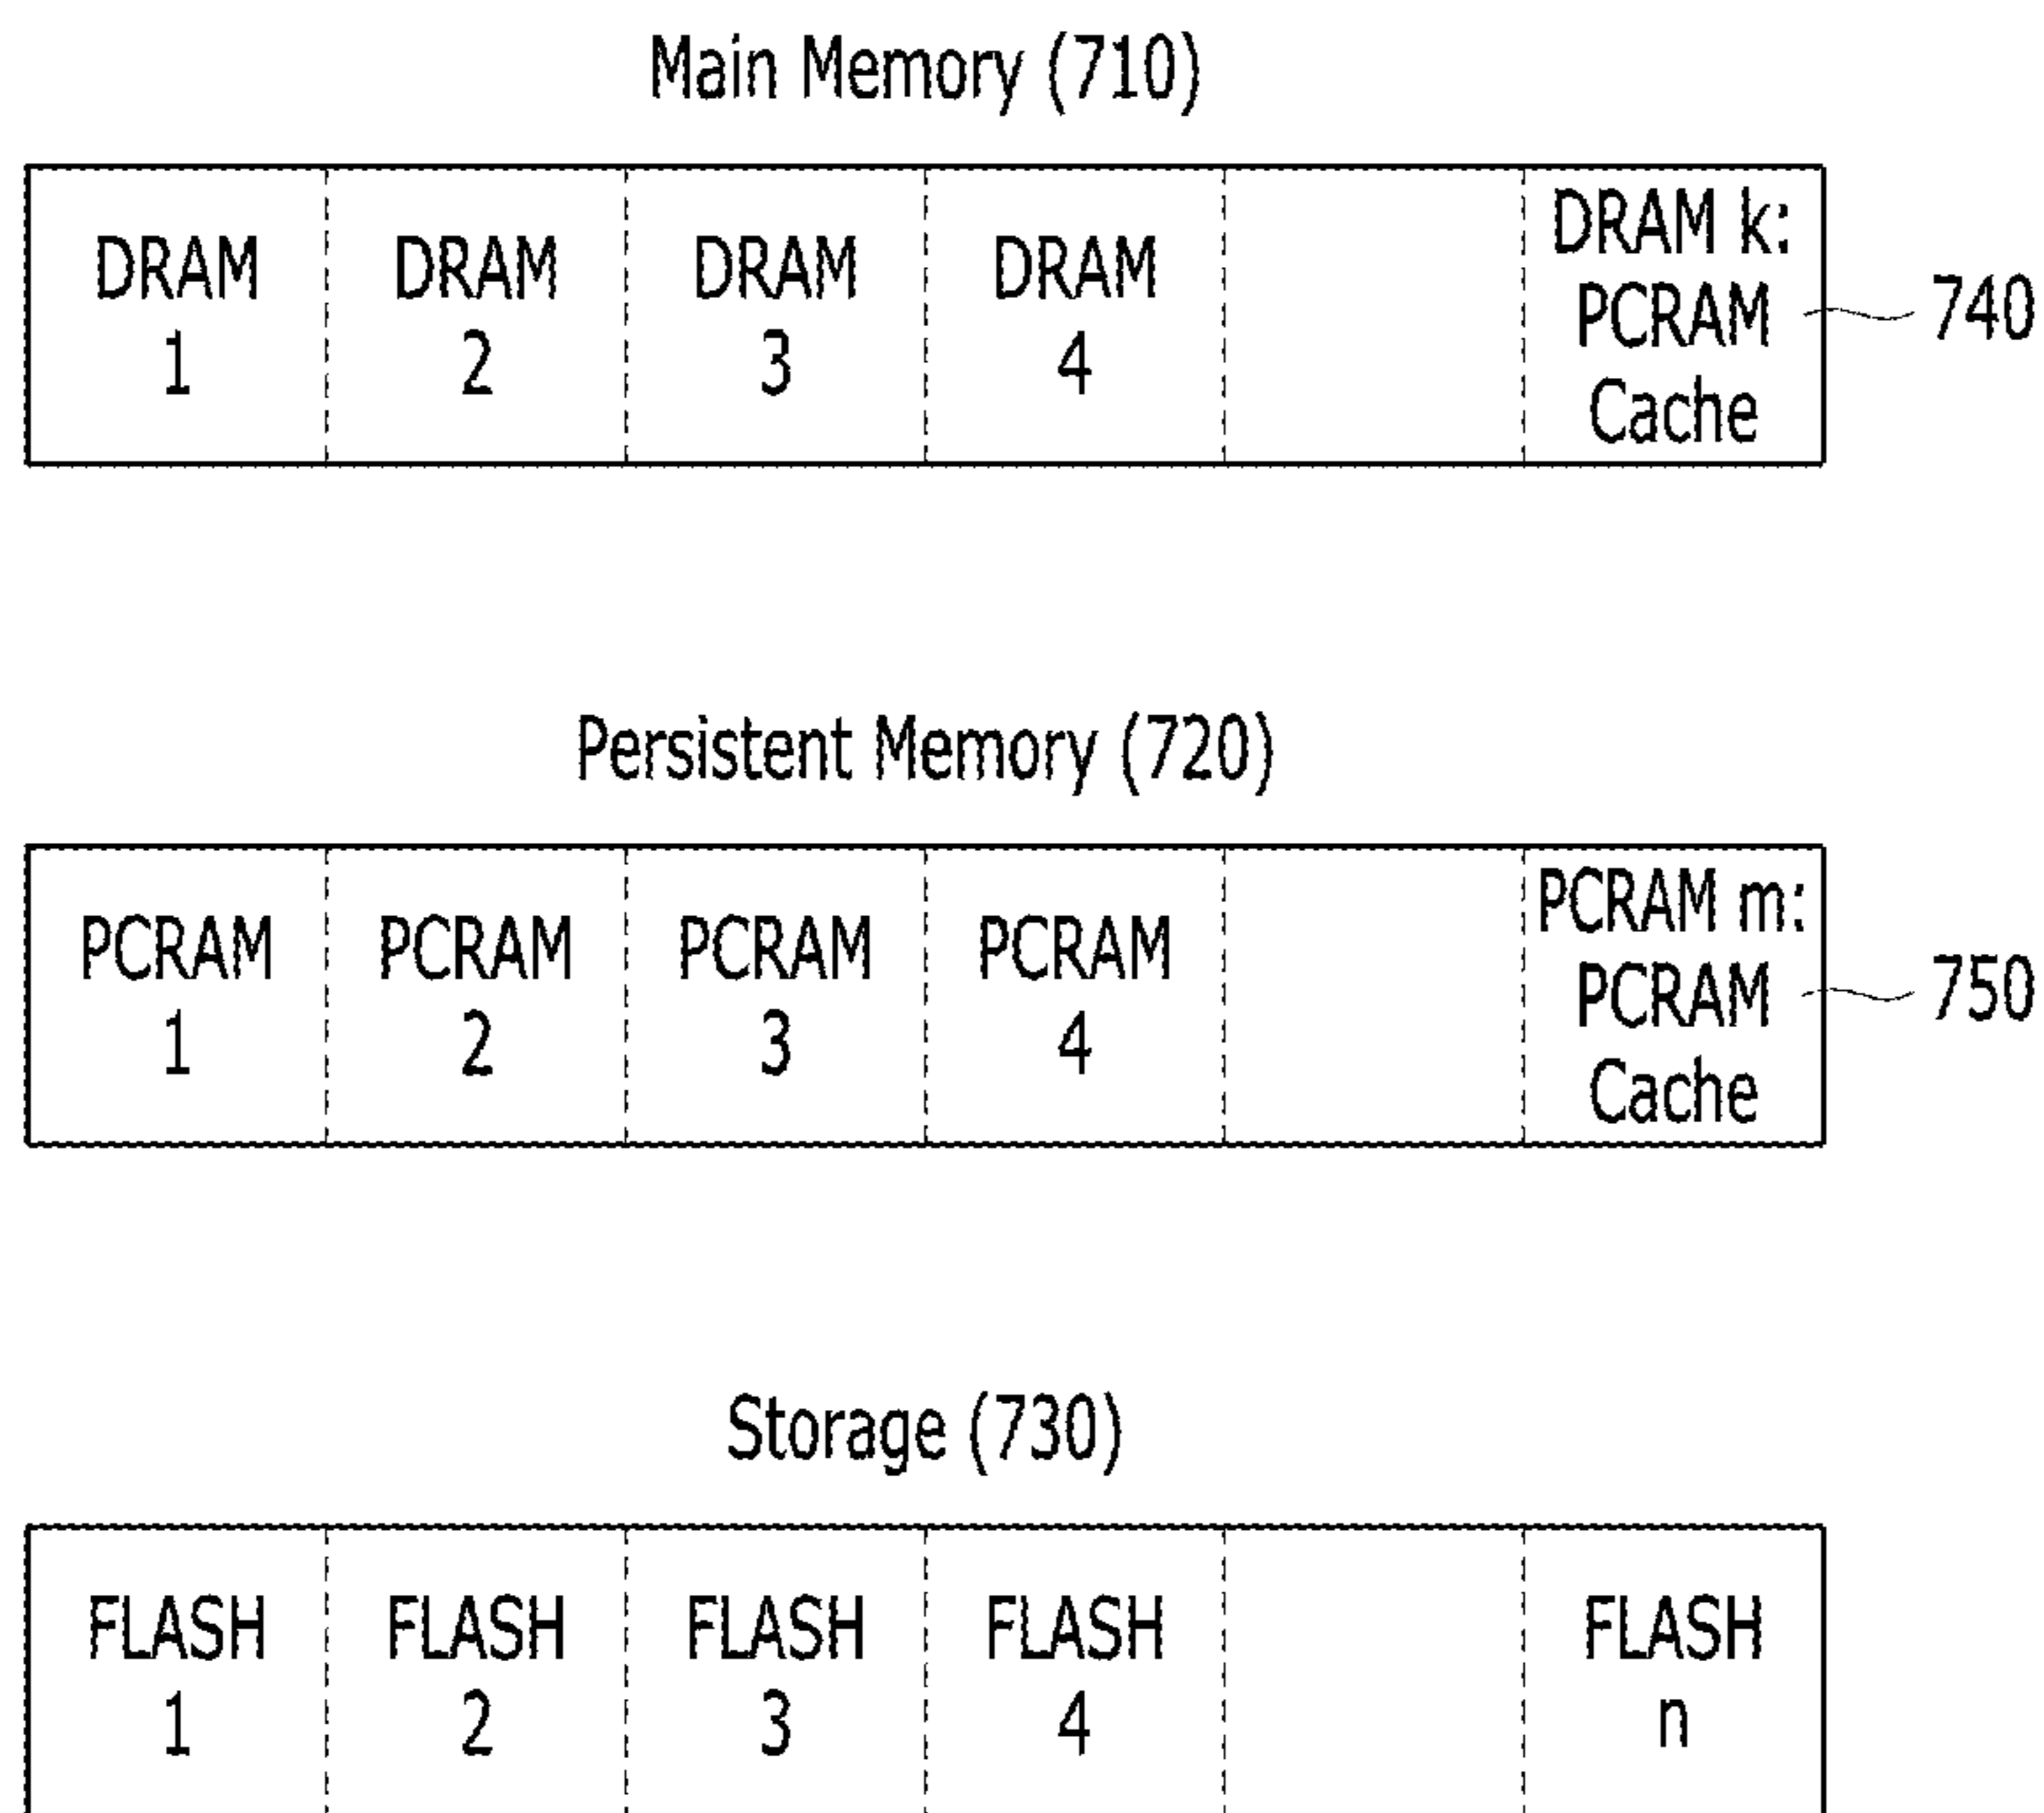 Main Memory (710)
DRAM 1
DRAM 2
DRAM 3
DRAM 4
DRAM k:
PCRAM
Cache
740
Persistent Memory (720)
PCRAM 1
PCRAM 2
PCRAM 3
PCRAM 4
PCRAM m:
PCRAM
Cache
750
Storage (730)
FLASH 1
FLASH 2
FLASH 3
FLASH 4
FLASH n